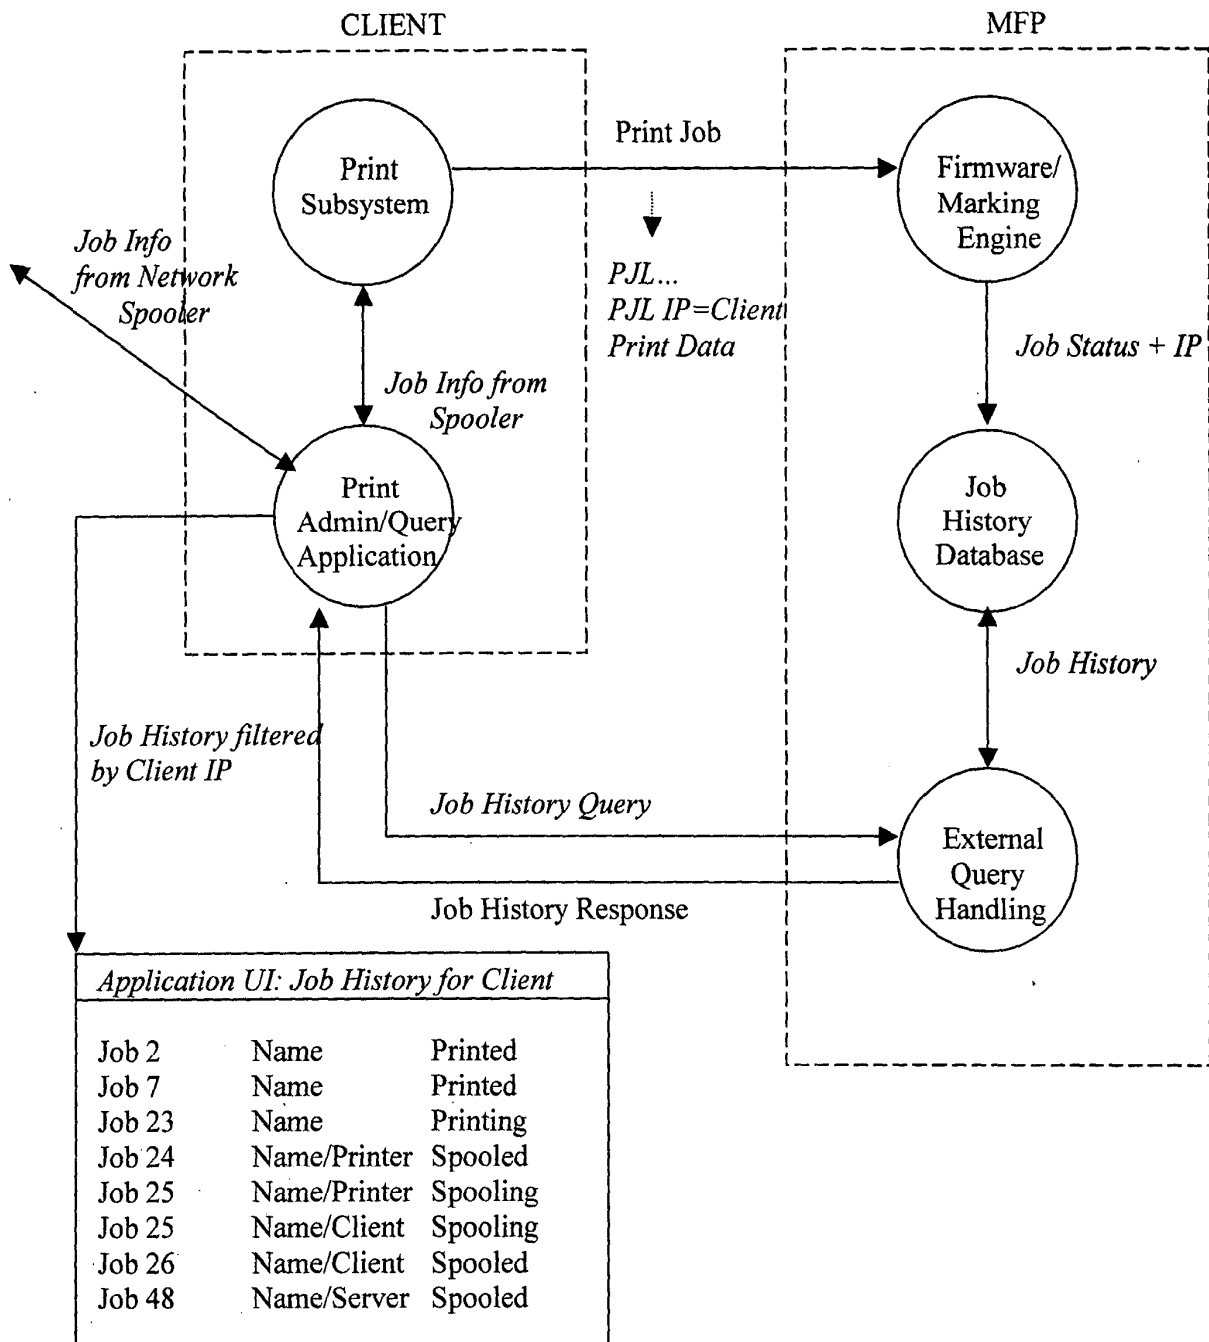 CLIENT
MFP
Print
Subsystem
Print Job
Firmware/
Marking
Engine
Job Info
from Network
Spooler
PJL...
PJL IP=Client
Print Data
Job Status + IP
Job Info from
Spooler
Print
Admin/Query
Application
Job
History
Database
Job History
Job History filtered
by Client IP
Job History Query
External
Query
Handling
Job History Response
Application UI: Job History for Client
Job 2 Name Printed
Job 7 Name Printed
Job 23 Name Printing
Job 24 Name/Printer Spooled
Job 25 Name/Printer Spooling
Job 25 Name/Client Spooling
Job 26 Name/Client Spooled
Job 48 Name/Server Spooled